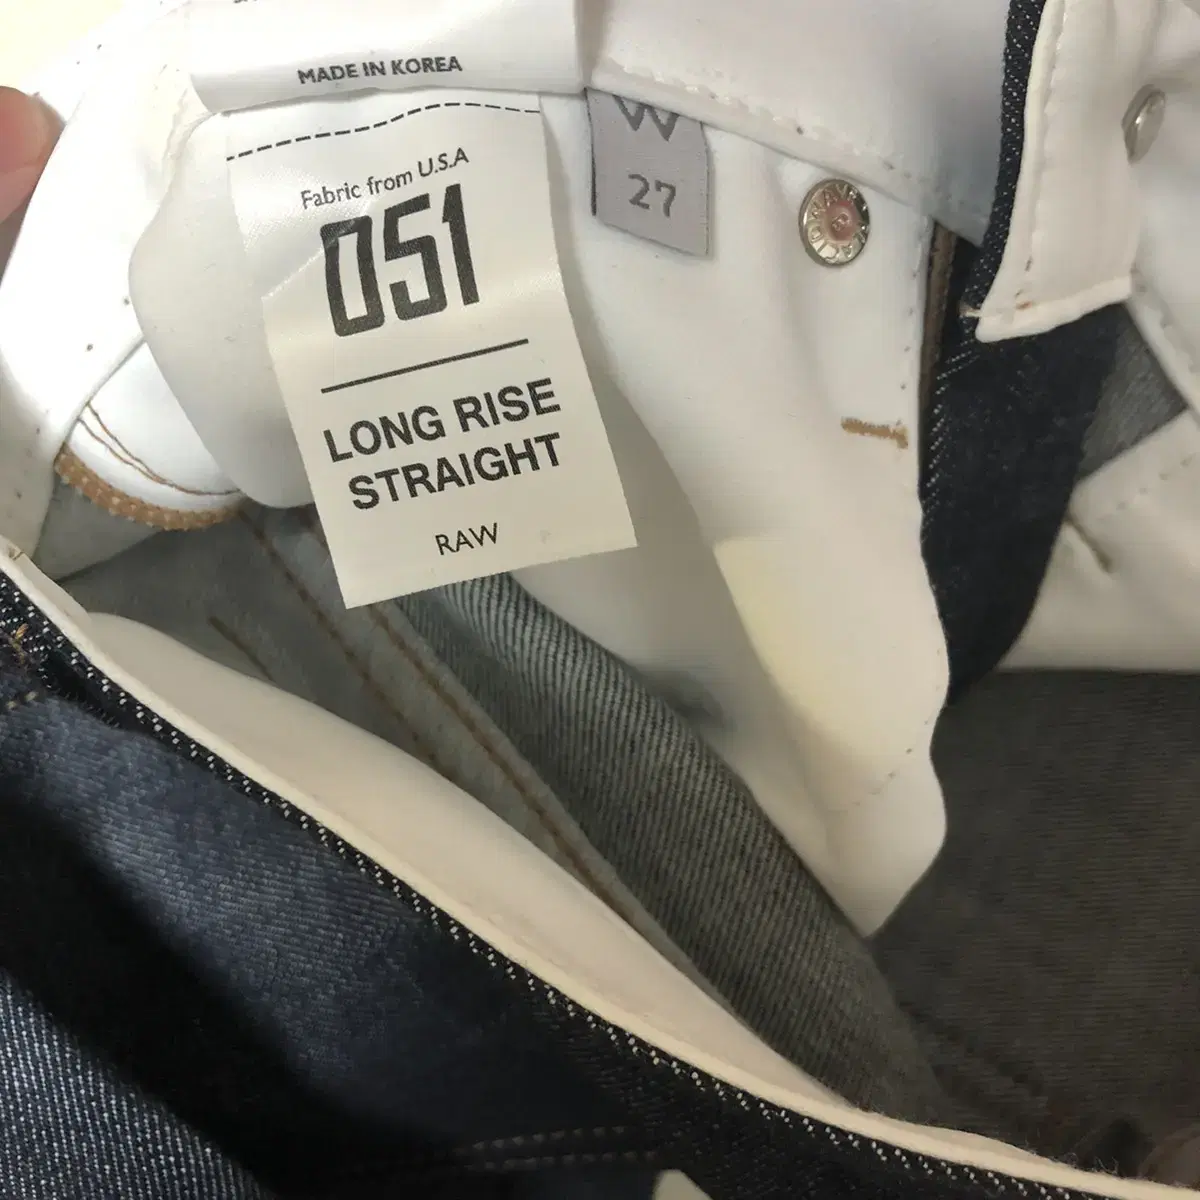 MADE IN KOREA
Fabric from U.S.A
051
LONG RISE
STRAIGHT
RAW
W
27